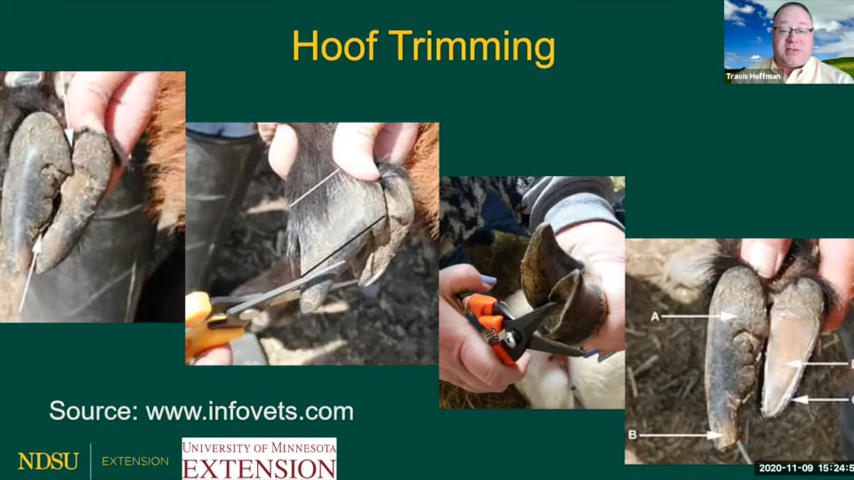 Hoof Trimming
Travis Hoffman
A
B
Source: www.infovets.com
NDSU
EXTENSION
UNIVERSITY OF MINNESOTA
EXTENSION
2020-11-09 15:24:5